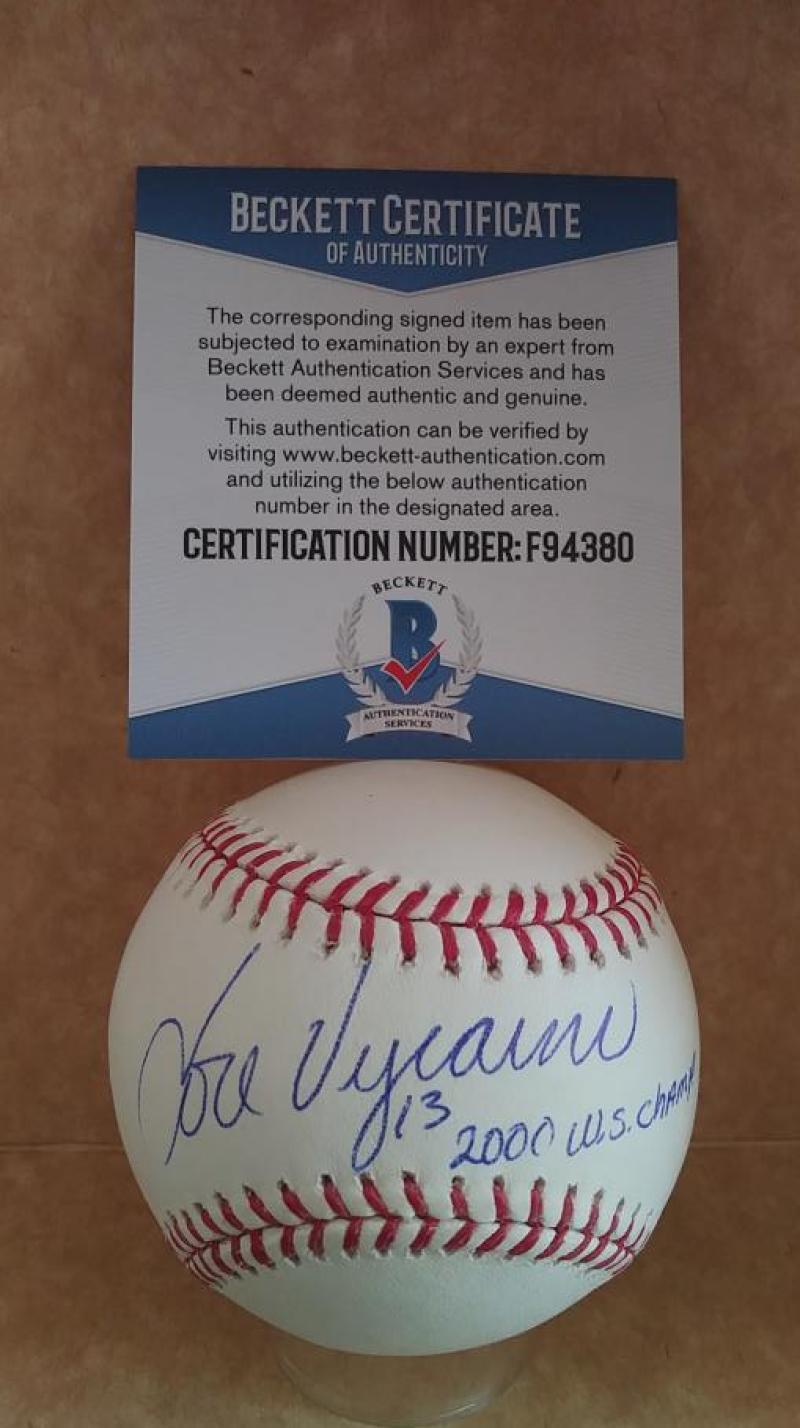 BECKETT CERTIFICATE
OF AUTHENTICITY
The corresponding signed item has been
subjected to examination by an expert from
Beckett Authentication Services and has
been deemed authentic and genuine.
This authentication can be verified by
visiting www.beckett-authentication.com
and utilizing the below authentication
number in the designated area.
CERTIFICATION NUMBER: F94380
BECKETT
B
AUTHENTICATION
SERVICES
Jose Vizcaino
13
2000 W.S. CHAMP